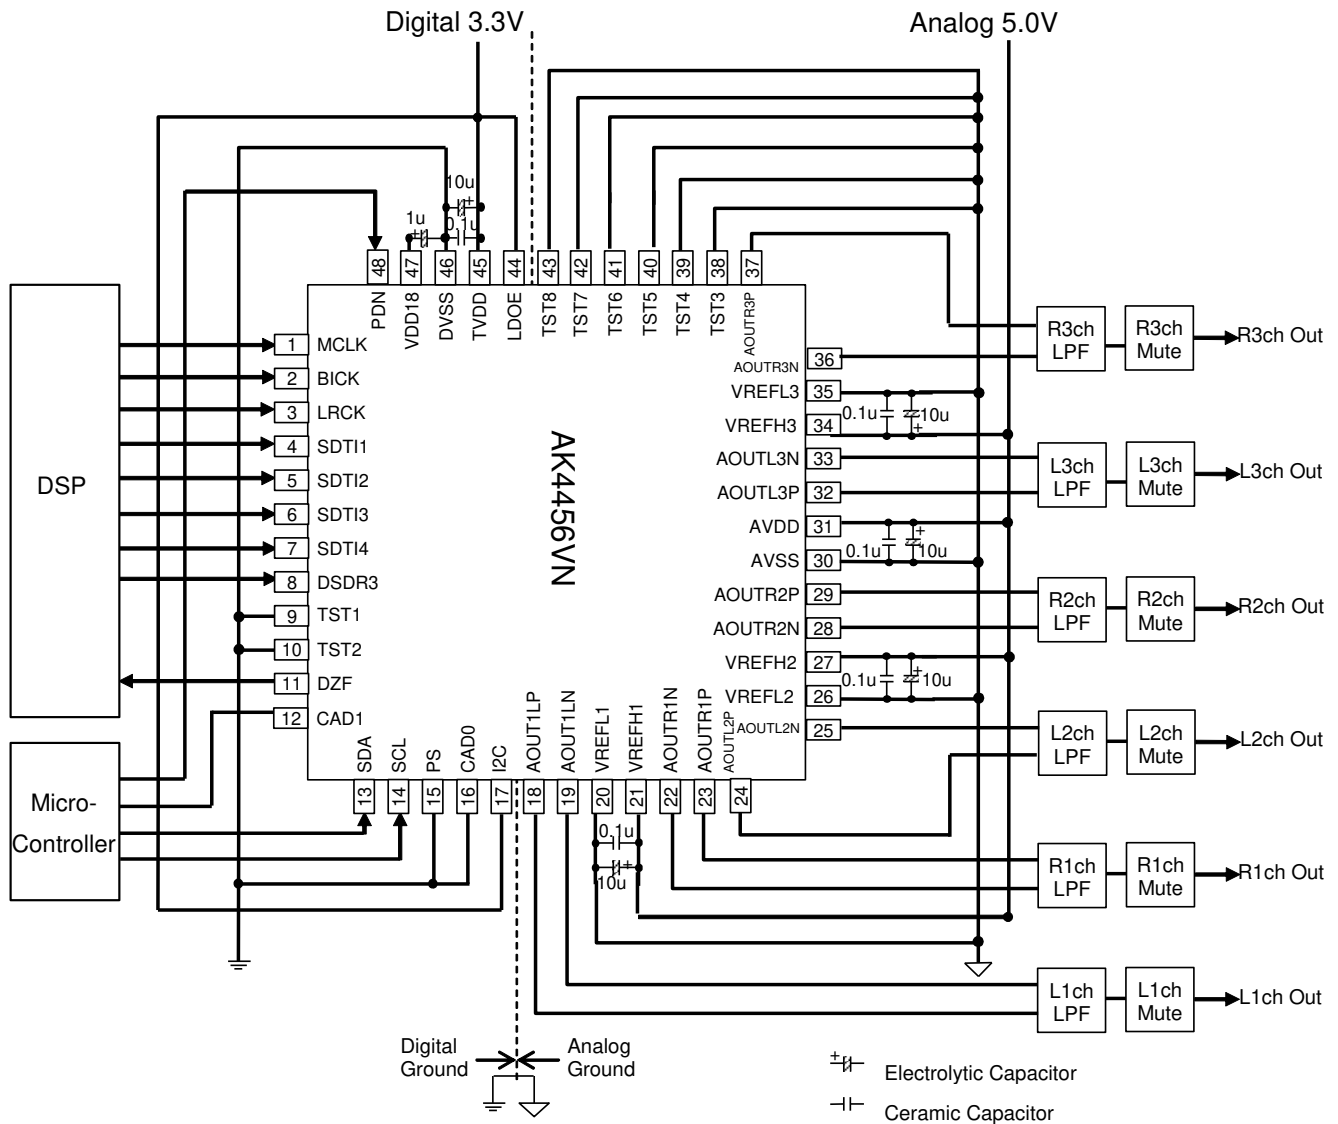 Digital 3.3V
Analog 5.0V
10u
1u
0.1u
48
47
46
45
44
43
42
41
40
39
38
37
PDN
VDD18
DVSS
TVDD
LDOE
TST8
TST7
TST6
TST5
TST4
TST3
AOUTR3P
DSP
1 MCLK
2 BICK
3 LRCK
4 SDTI1
5 SDTI2
6 SDTI3
7 SDTI4
8 DSDR3
9 TST1
10 TST2
11 DZF
12 CAD1
AK4456VN
AOUTR3N 36
VREFL3 35
VREFH3 34
AOUTL3N 33
AOUTL3P 32
AVDD 31
AVSS 30
AOUTR2P 29
AOUTR2N 28
VREFH2 27
VREFL2 26
AOUTL2N 25
0.1u
10u
0.1u
10u
0.1u
10u
R3ch
LPF
R3ch
Mute
R3ch Out
L3ch
LPF
L3ch
Mute
L3ch Out
R2ch
LPF
R2ch
Mute
R2ch Out
L2ch
LPF
L2ch
Mute
L2ch Out
R1ch
LPF
R1ch
Mute
R1ch Out
L1ch
LPF
L1ch
Mute
L1ch Out
Micro-
Controller
SDA
SCL
PS
CAD0
I2C
AOUT1LP
AOUT1LN
VREFL1
VREFH1
AOUTR1N
AOUTR1P
AOUTL2P
13
14
15
16
17
18
19
20
21
22
23
24
0.1u
10u
Digital
Ground
Analog
Ground
Electrolytic Capacitor
Ceramic Capacitor